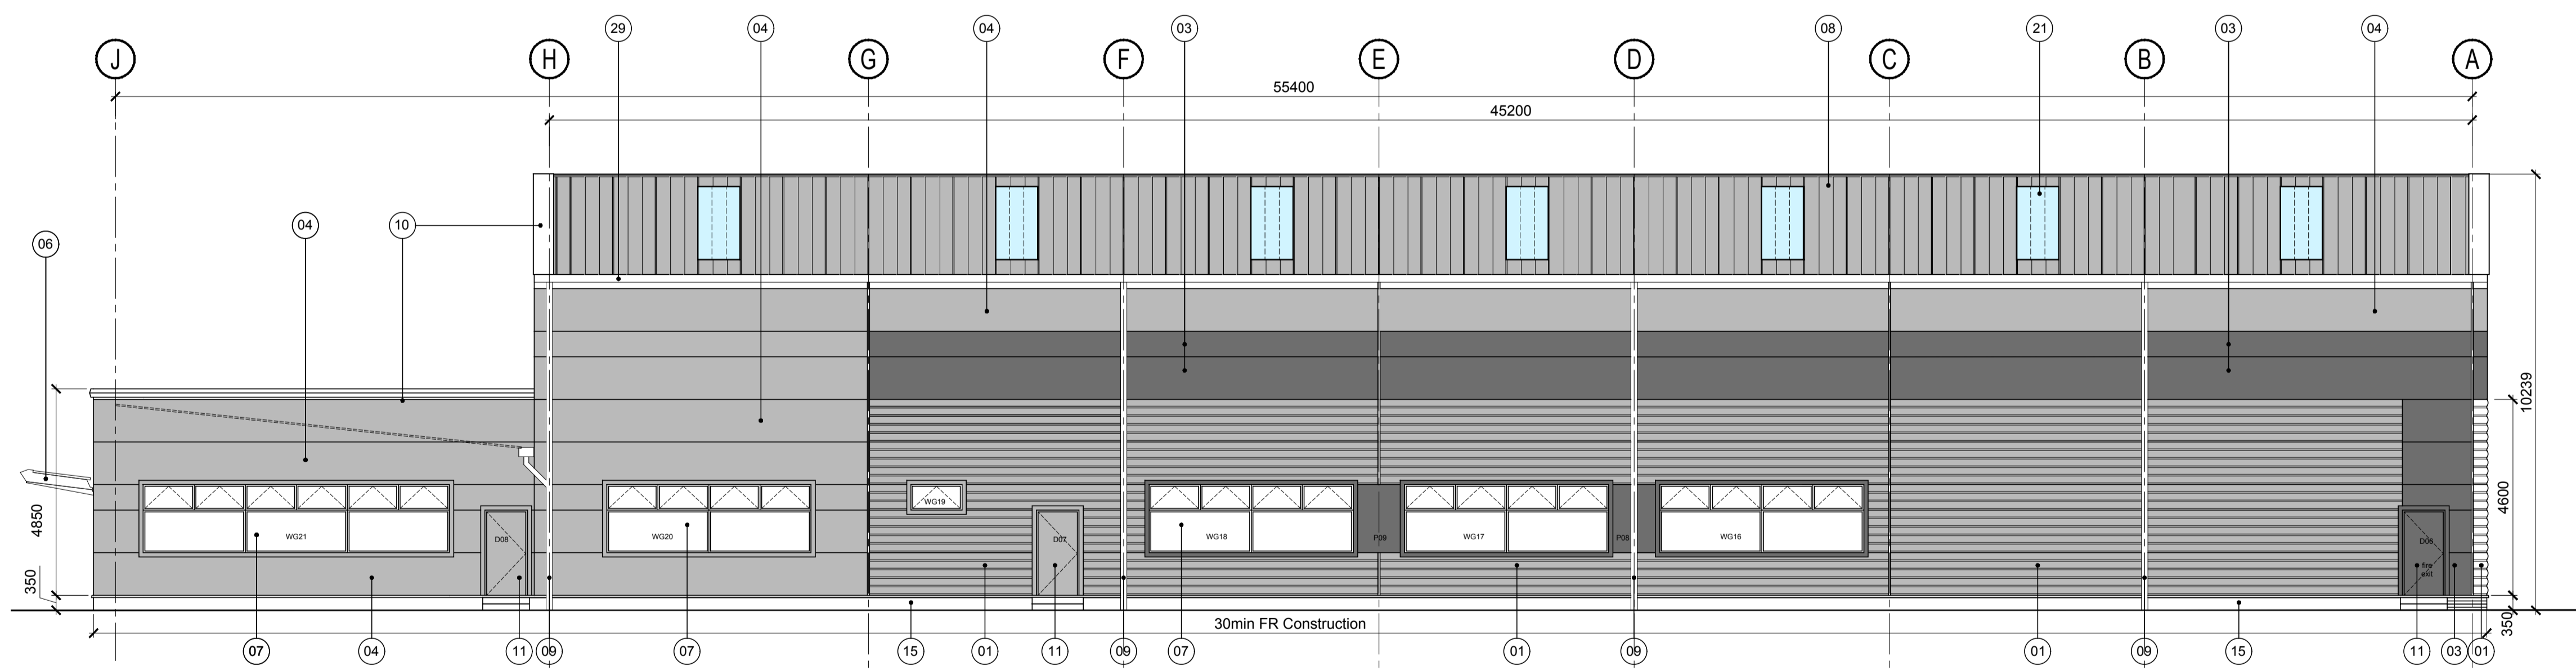 29 04 04 03 08 21 03 04
J H G F E D C B A
55400
45200
06 04 10
10239
4850
4600
350
350
WG21 D08 WG20 WG19 D07 WG18 P09 WG17 P08 WG16 D06
fire
exit
30min FR Construction
07 04 11 09 07 15 01 11 09 07 01 09 01 09 15 11 03 01